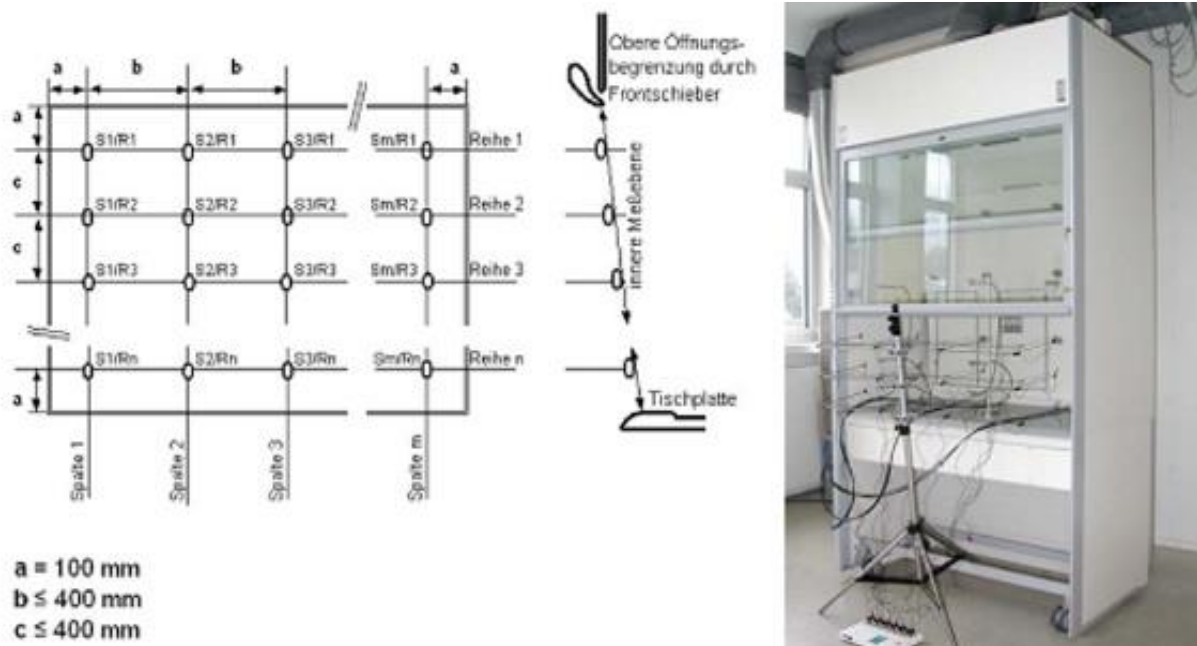 a b b a
a
S1/R1 S2/R1 S3/R1 Sm/R1 Reihe 1
c
S1/R2 S2/R2 S3/R2 Sm/R2 Reihe 2
c
S1/R3 S2/R3 S3/R3 Sm/R3 Reihe 3
S1/Rn S2/Rn S3/Rn Sm/Rn Reihe n
a
Spalte 1
Spalte 2
Spalte 3
Spalte m
Obere Öffnungs-
begrenzung durch
Frontschieber
innere Meßebene
Tischplatte
a = 100 mm
b ≤ 400 mm
c ≤ 400 mm